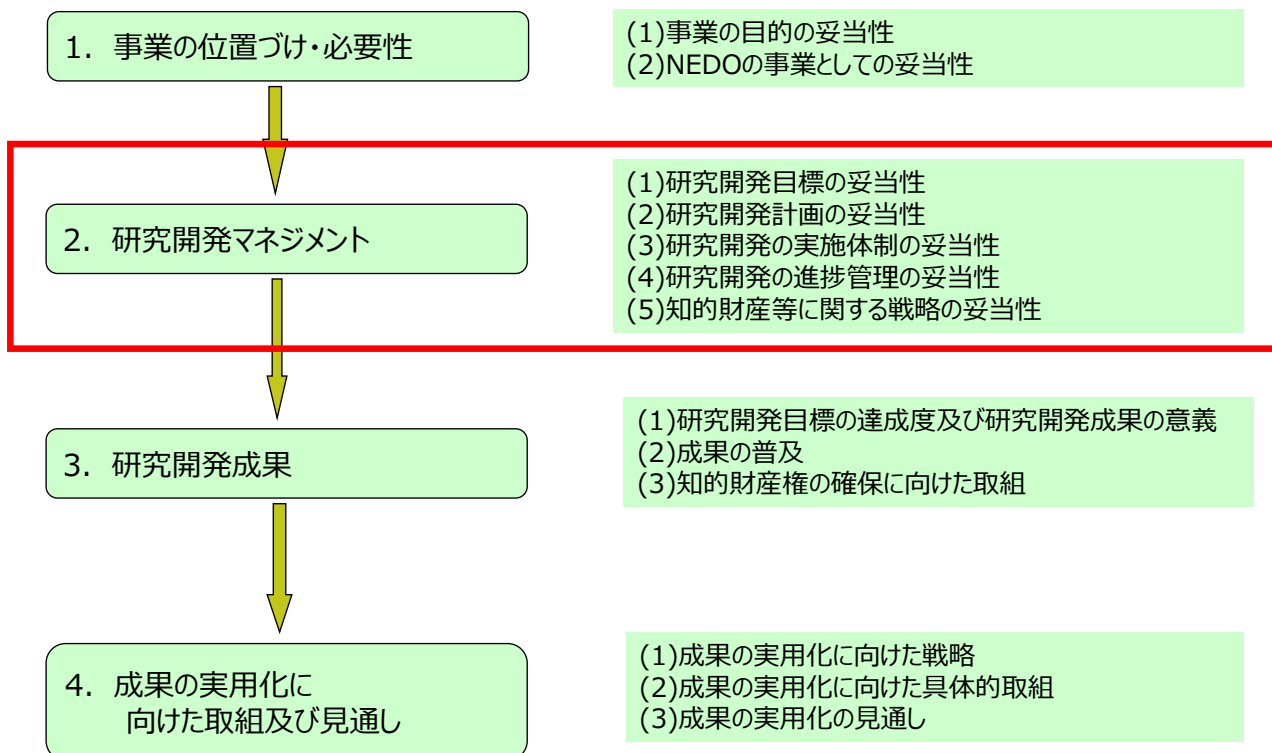 1. 事業の位置づけ・必要性
(1)事業の目的の妥当性
(2)NEDOの事業としての妥当性
2. 研究開発マネジメント
(1)研究開発目標の妥当性
(2)研究開発計画の妥当性
(3)研究開発の実施体制の妥当性
(4)研究開発の進捗管理の妥当性
(5)知的財産等に関する戦略の妥当性
3. 研究開発成果
(1)研究開発目標の達成度及び研究開発成果の意義
(2)成果の普及
(3)知的財産権の確保に向けた取組
4. 成果の実用化に
向けた取組及び見通し
(1)成果の実用化に向けた戦略
(2)成果の実用化に向けた具体的取組
(3)成果の実用化の見通し